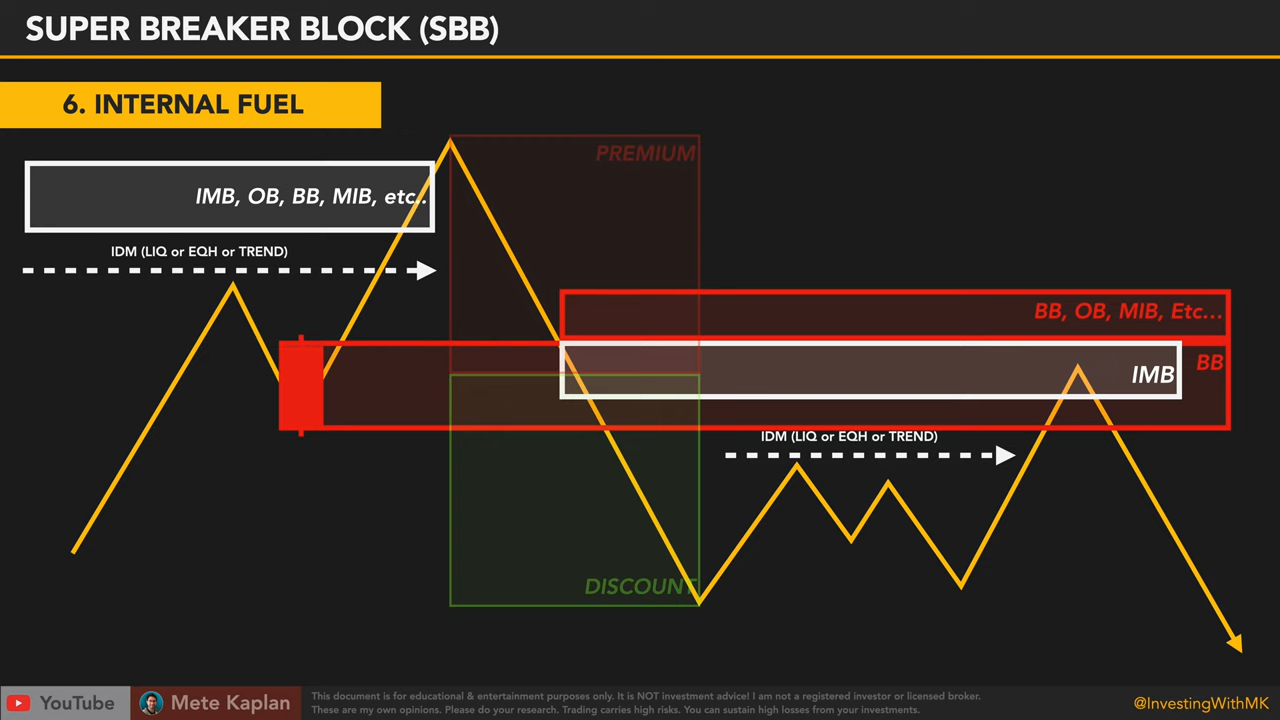 SUPER BREAKER BLOCK (SBB)
6. INTERNAL FUEL
PREMIUM
IMB, OB, BB, MIB, etc..
IDM (LIQ or EQH or TREND)
BB, OB, MIB, Etc...
BB
IMB
IDM (LIQ or EQH or TREND)
DISCOUNT
YouTube
Mete Kaplan
This document is for educational & entertainment purposes only. It is NOT investment advice! I am not a registered investor or licensed broker.
These are my own opinions. Please do your research. Trading carries high risks. You can sustain high losses from your investments.
@InvestingWithMK